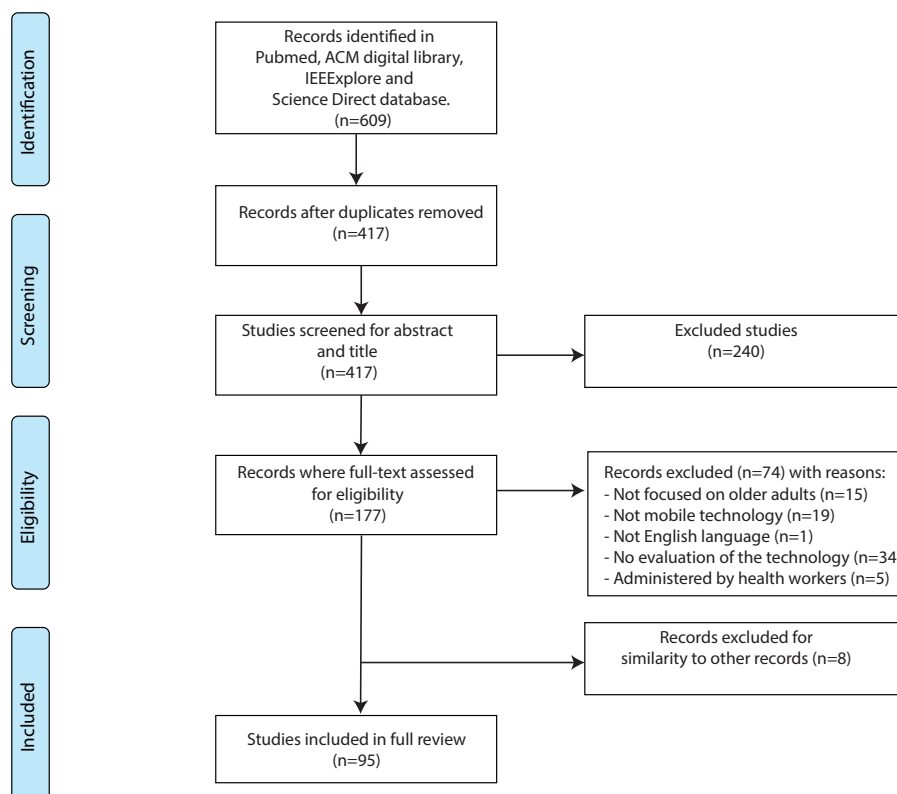 Identification
Records identified in
Pubmed, ACM digital library,
IEEExplore and
Science Direct database.
(n=609)
Records after duplicates removed
(n=417)
Screening
Studies screened for abstract
and title
(n=417)
Excluded studies
(n=240)
Eligibility
Records where full-text assessed
for eligibility
(n=177)
Records excluded (n=74) with reasons:
- Not focused on older adults (n=15)
- Not mobile technology (n=19)
- Not English language (n=1)
- No evaluation of the technology (n=34
- Administered by health workers (n=5)
Included
Records excluded for
similarity to other records (n=8)
Studies included in full review
(n=95)